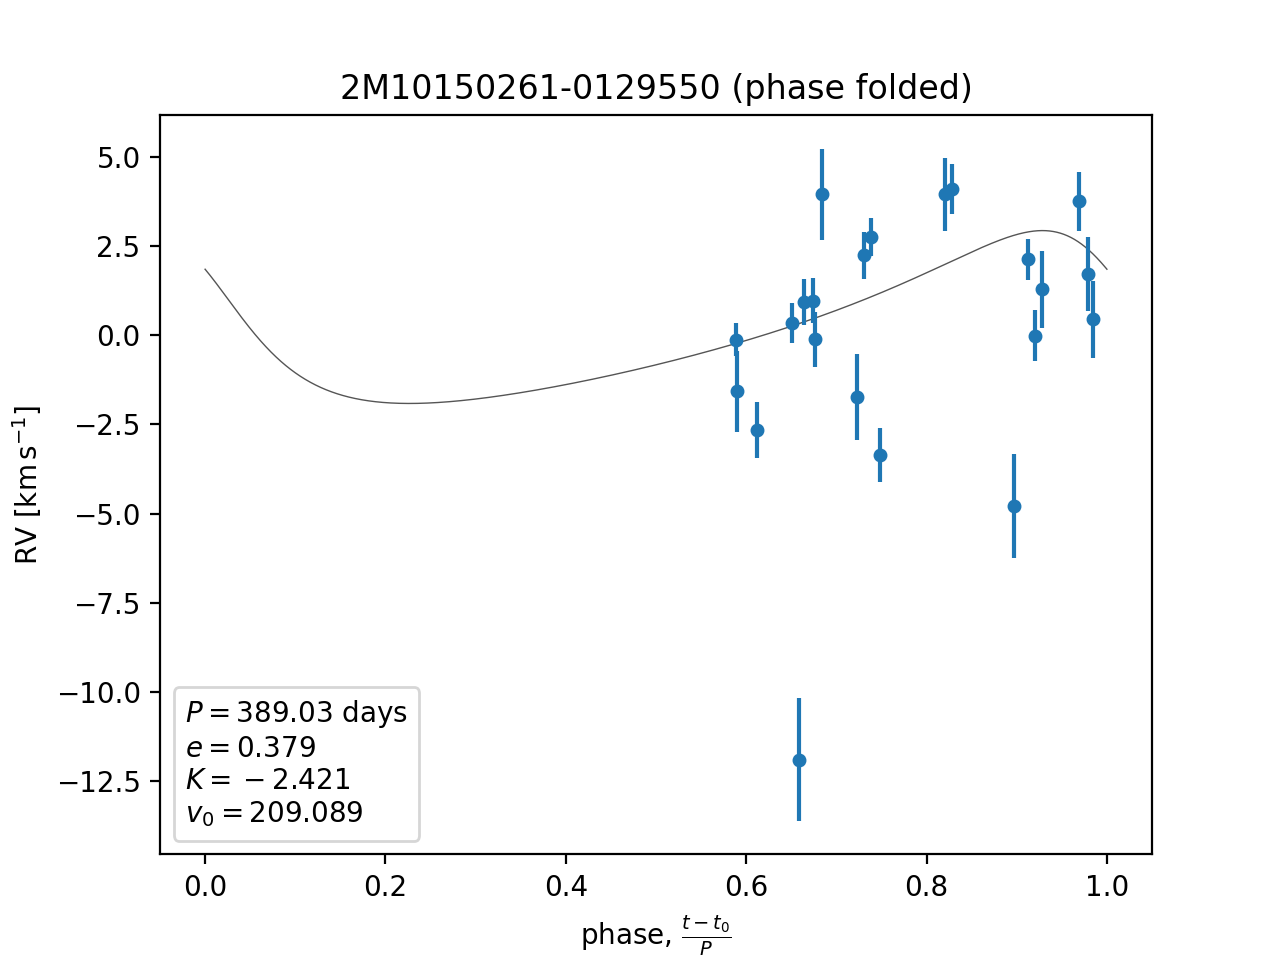 2M10150261-0129550 (phase folded)
5.0
2.5
0.0
−2.5
−5.0
−7.5
−10.0
−12.5
RV [km s⁻¹]
P = 389.03 days
e = 0.379
K = −2.421
v₀ = 209.089
0.0 0.2 0.4 0.6 0.8 1.0
phase, (t − t₀)/P